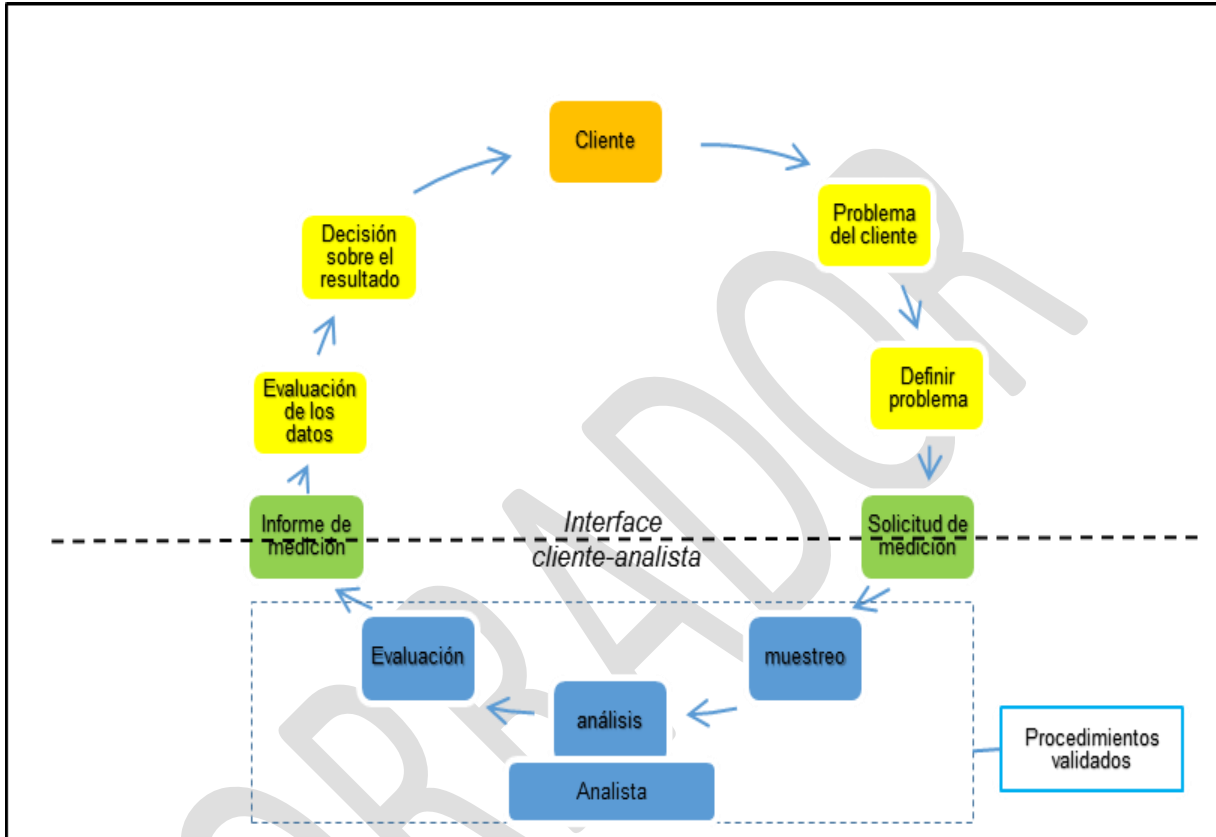 Cliente
Problema
del cliente
Definir
problema
Solicitud de
medición
muestreo
análisis
Analista
Evaluación
Informe de
medición
Evaluación
de los
datos
Decisión
sobre el
resultado
Interface
cliente-analista
Procedimientos
validados
ORRADOR